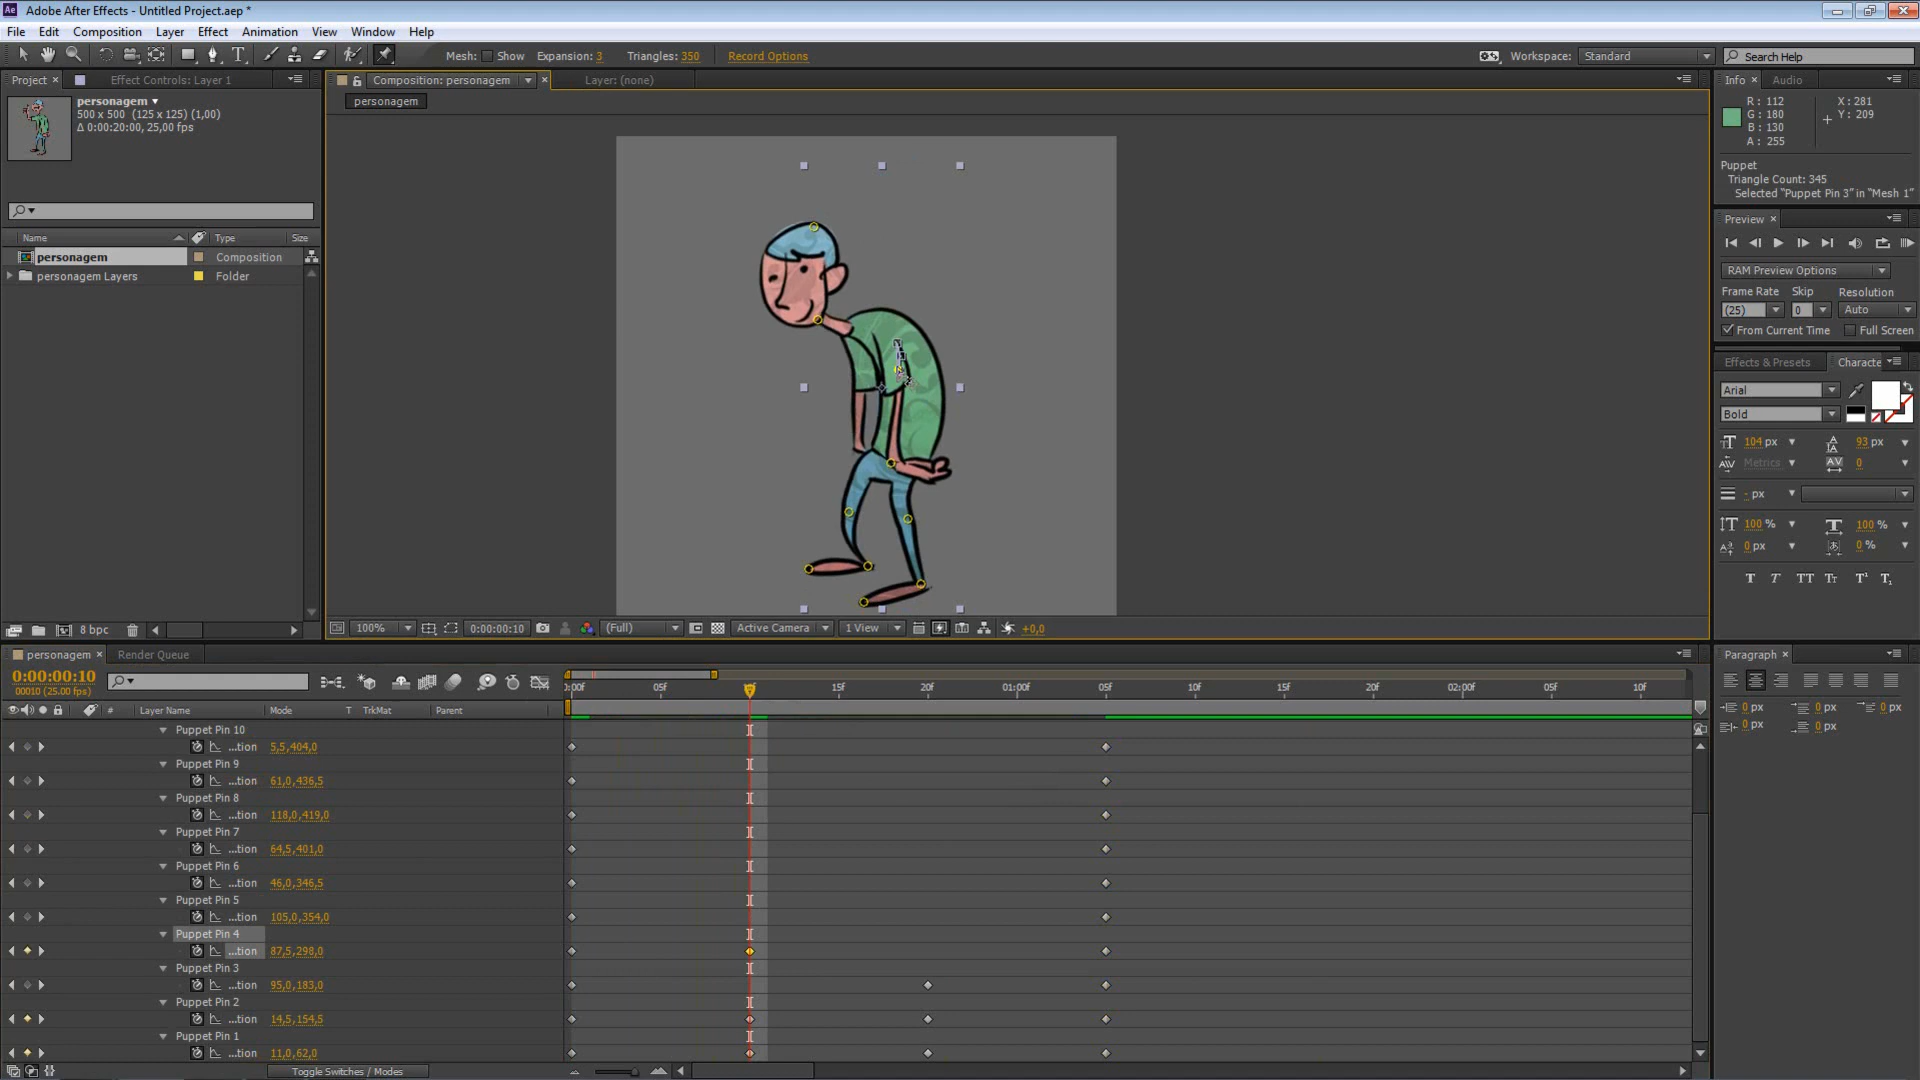 Adobe After Effects - Untitled Project.aep *
File Edit Composition Layer Effect Animation View Window Help
Mesh: Show Expansion: 3 Triangles: 350 Record Options
Workspace: Standard
Search Help
Project Effect Controls: Layer 1
personagem
500 x 500 (125 x 125) (1,00)
Δ 0:00:20:00, 25,00 fps
Name Type Size
personagem Composition
personagem Layers Folder
8 bpc
Composition: personagem Layer: (none)
personagem
100% 0:00:00:10 (Full) Active Camera 1 View +0,0
Info Audio
R : 112 X : 281
G : 180 Y : 209
B : 130
A : 255
Puppet
Triangle Count: 345
Selected "Puppet Pin 3" in "Mesh 1"
Preview
RAM Preview Options
Frame Rate Skip Resolution
(25) 0 Auto
From Current Time Full Screen
Effects & Presets Characte
Arial
Bold
104 px 93 px
Metrics 0
- px
100 % 100 %
0 px 0 %
T T TT TT T¹ T₁
Paragraph
0 px 0 px 0 px
0 px 0 px
personagem Render Queue
0:00:00:10
00010 (25.00 fps)
# Layer Name Mode T TrkMat Parent
0:00f 05f 15f 20f 01:00f 05f 10f 15f 20f 02:00f 05f 10f
Puppet Pin 10
...tion 5,5,404,0
Puppet Pin 9
...tion 61,0,436,5
Puppet Pin 8
...tion 118,0,419,0
Puppet Pin 7
...tion 64,5,401,0
Puppet Pin 6
...tion 46,0,346,5
Puppet Pin 5
...tion 105,0,354,0
Puppet Pin 4
...tion 87,5,298,0
Puppet Pin 3
...tion 95,0,183,0
Puppet Pin 2
...tion 14,5,154,5
Puppet Pin 1
...tion 11,0,62,0
Toggle Switches / Modes